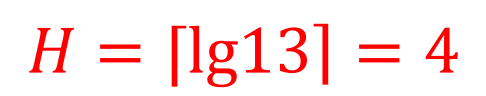 H = ⌈lg13⌉ = 4